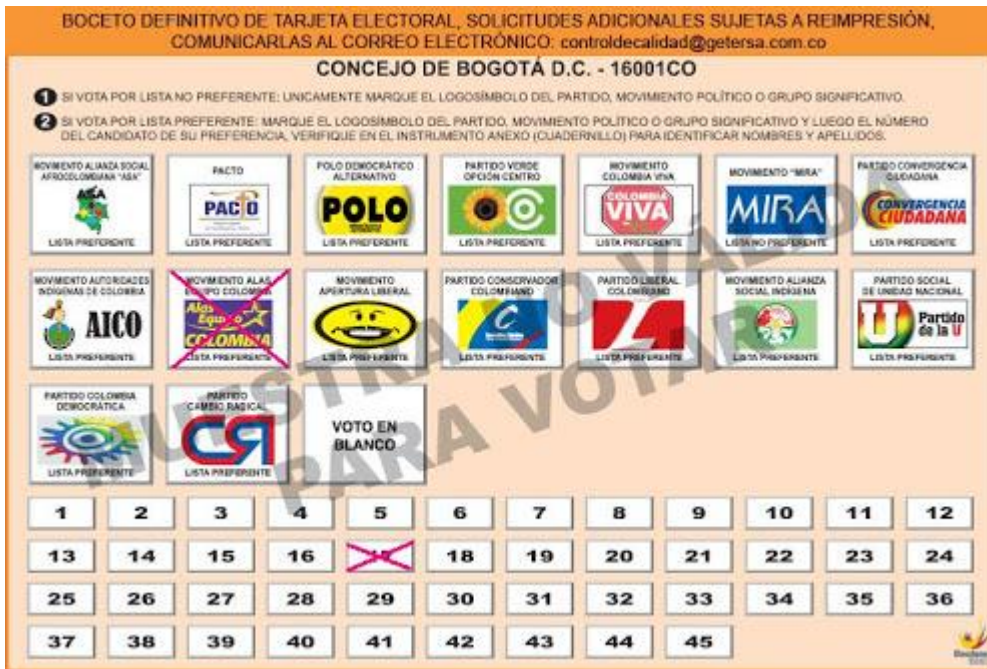 BOCETO DEFINITIVO DE TARJETA ELECTORAL, SOLICITUDES ADICIONALES SUJETAS A REIMPRESIÓN,
COMUNICARLAS AL CORREO ELECTRÓNICO: controldecalidad@getersa.com.co
CONCEJO DE BOGOTÁ D.C. - 16001CO
1 SI VOTA POR LISTA NO PREFERENTE: UNICAMENTE MARQUE EL LOGOSÍMBOLO DEL PARTIDO, MOVIMIENTO POLÍTICO O GRUPO SIGNIFICATIVO.
2 SI VOTA POR LISTA PREFERENTE: MARQUE EL LOGOSÍMBOLO DEL PARTIDO, MOVIMIENTO POLÍTICO O GRUPO SIGNIFICATIVO Y LUEGO EL NÚMERO
DEL CANDIDATO DE SU PREFERENCIA, VERIFIQUE EN EL INSTRUMENTO ANEXO (CUADERNILLO) PARA IDENTIFICAR NOMBRES Y APELLIDOS.
MOVIMIENTO ALIANZA SOCIAL
AFROCOLOMBIANA "ASA"
ASA
LISTA PREFERENTE
PACTO
PACTO
LISTA PREFERENTE
POLO DEMOCRÁTICO
ALTERNATIVO
POLO
LISTA PREFERENTE
PARTIDO VERDE
OPCIÓN CENTRO
LISTA PREFERENTE
MOVIMIENTO
COLOMBIA VIVA
COLOMBIA
VIVA
LISTA PREFERENTE
MOVIMIENTO "MIRA"
MIRA
LISTA NO PREFERENTE
PARTIDO CONVERGENCIA
CIUDADANA
CONVERGENCIA
CIUDADANA
LISTA PREFERENTE
MOVIMIENTO AUTORIDADES
INDÍGENAS DE COLOMBIA
AICO
LISTA PREFERENTE
MOVIMIENTO ALAS
EQUIPO COLOMBIA
Alas
Equipo
COLOMBIA
LISTA PREFERENTE
MOVIMIENTO
APERTURA LIBERAL
LISTA PREFERENTE
PARTIDO CONSERVADOR
COLOMBIANO
C
LISTA PREFERENTE
PARTIDO LIBERAL
COLOMBIANO
L
LISTA PREFERENTE
MOVIMIENTO ALIANZA
SOCIAL INDÍGENA
LISTA PREFERENTE
PARTIDO SOCIAL
DE UNIDAD NACIONAL
U
Partido
de la U
LISTA PREFERENTE
PARTIDO COLOMBIA
DEMOCRÁTICA
LISTA PREFERENTE
PARTIDO
CAMBIO RADICAL
CR
LISTA PREFERENTE
VOTO EN
BLANCO
MUESTRA NO VÁLIDA
PARA VOTAR
1 2 3 4 5 6 7 8 9 10 11 12
13 14 15 16 17 18 19 20 21 22 23 24
25 26 27 28 29 30 31 32 33 34 35 36
37 38 39 40 41 42 43 44 45